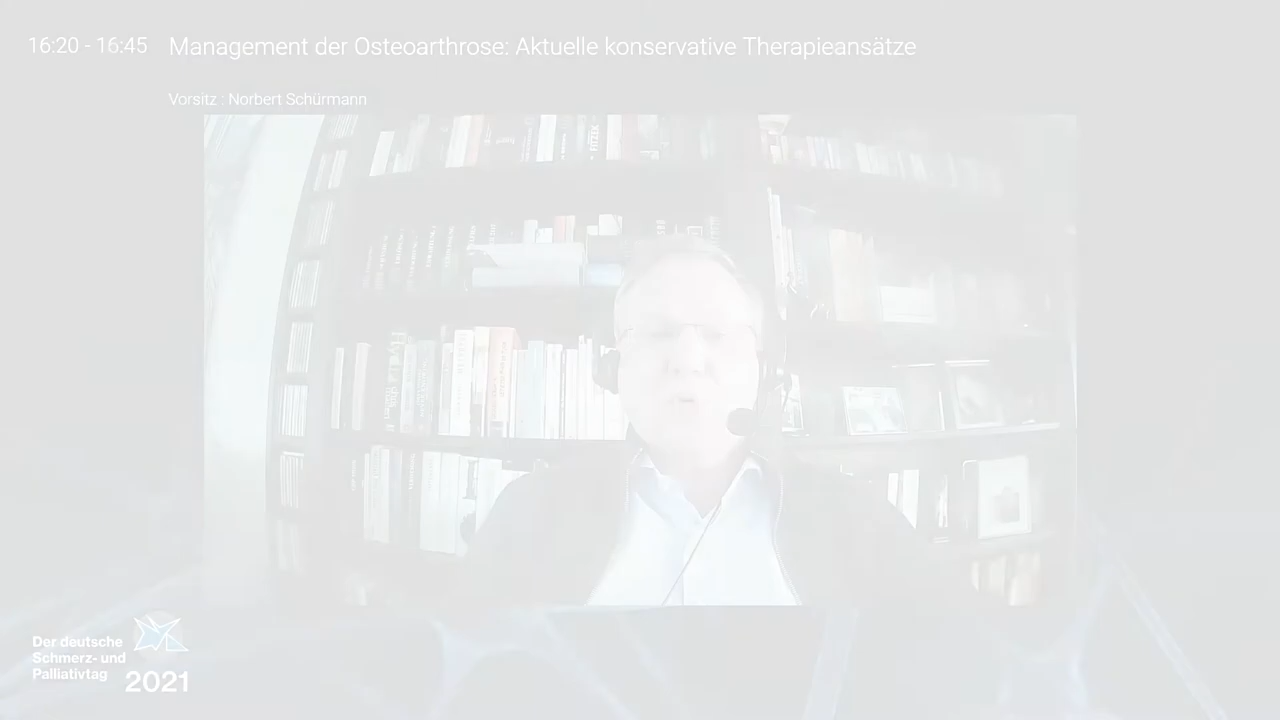 16:20 - 16:45 Management der Osteoarthrose: Aktuelle konservative Therapieansätze
Vorsitz : Norbert Schürmann
FITZEK
Der deutsche
Schmerz- und
Palliativtag
2021